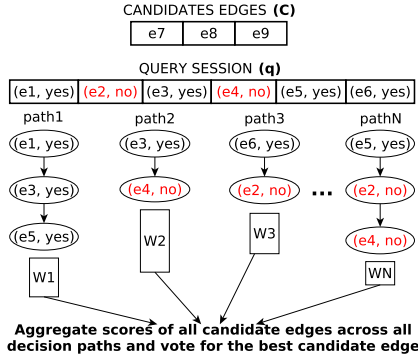 CANDIDATES EDGES (C)
e7 e8 e9
QUERY SESSION (q)
(e1, yes) (e2, no) (e3, yes) (e4, no) (e5, yes) (e6, yes)
path1 path2 path3 pathN
(e1, yes) (e3, yes) (e6, yes) (e5, yes)
(e3, yes) (e4, no) (e2, no) ... (e2, no)
(e5, yes) (e4, no)
W1 W2 W3 WN
Aggregate scores of all candidate edges across all
decision paths and vote for the best candidate edge